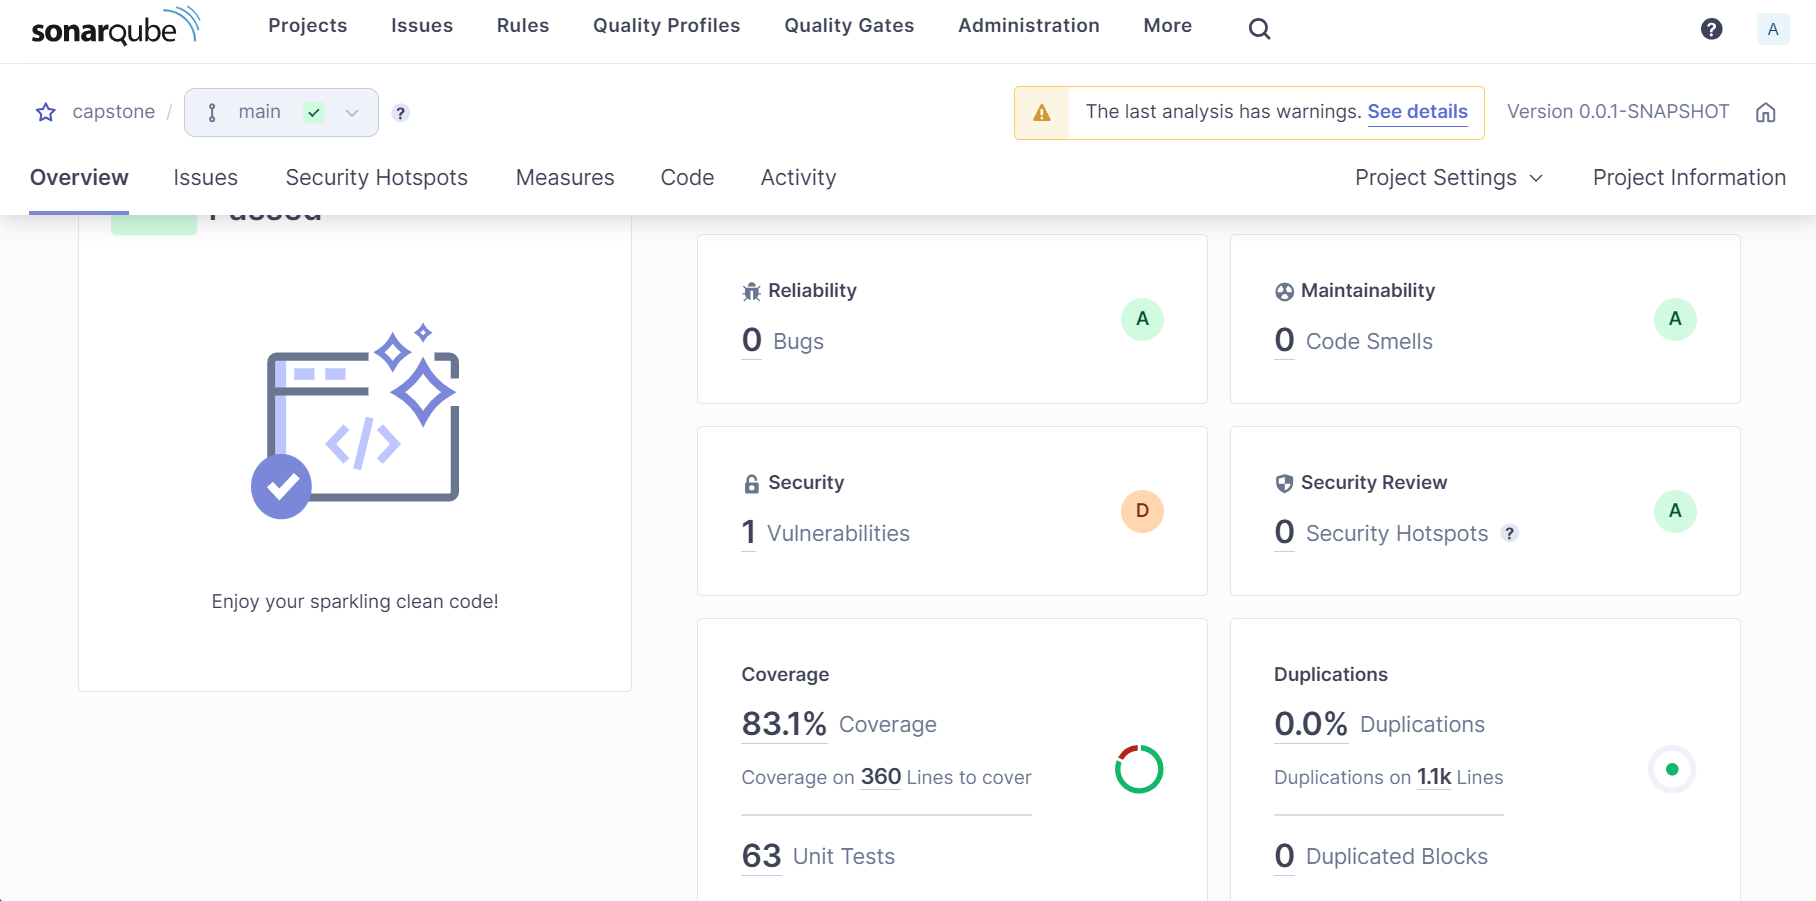 sonarqube Projects Issues Rules Quality Profiles Quality Gates Administration More ? A
capstone / main ? The last analysis has warnings. See details Version 0.0.1-SNAPSHOT
Overview Issues Security Hotspots Measures Code Activity Project Settings Project Information
Passed
</>
Enjoy your sparkling clean code!
Reliability
0 Bugs
A
Maintainability
0 Code Smells
A
Security
1 Vulnerabilities
D
Security Review
0 Security Hotspots ?
A
Coverage
83.1% Coverage
Coverage on 360 Lines to cover
63 Unit Tests
Duplications
0.0% Duplications
Duplications on 1.1k Lines
0 Duplicated Blocks